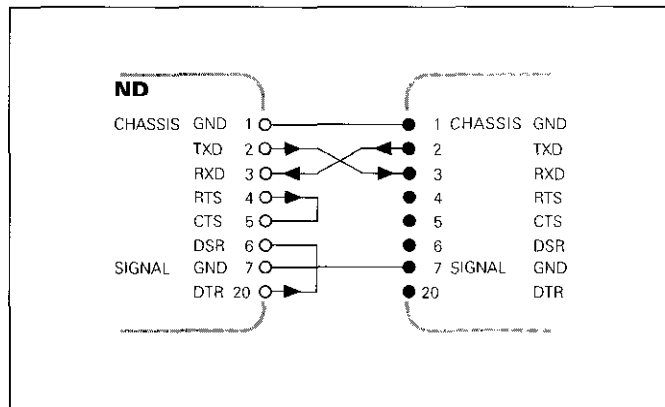 ND
CHASSIS GND 1 1 CHASSIS GND
TXD 2 2 TXD
RXD 3 3 RXD
RTS 4 4 RTS
CTS 5 5 CTS
DSR 6 6 DSR
SIGNAL GND 7 7 SIGNAL GND
DTR 20 20 DTR